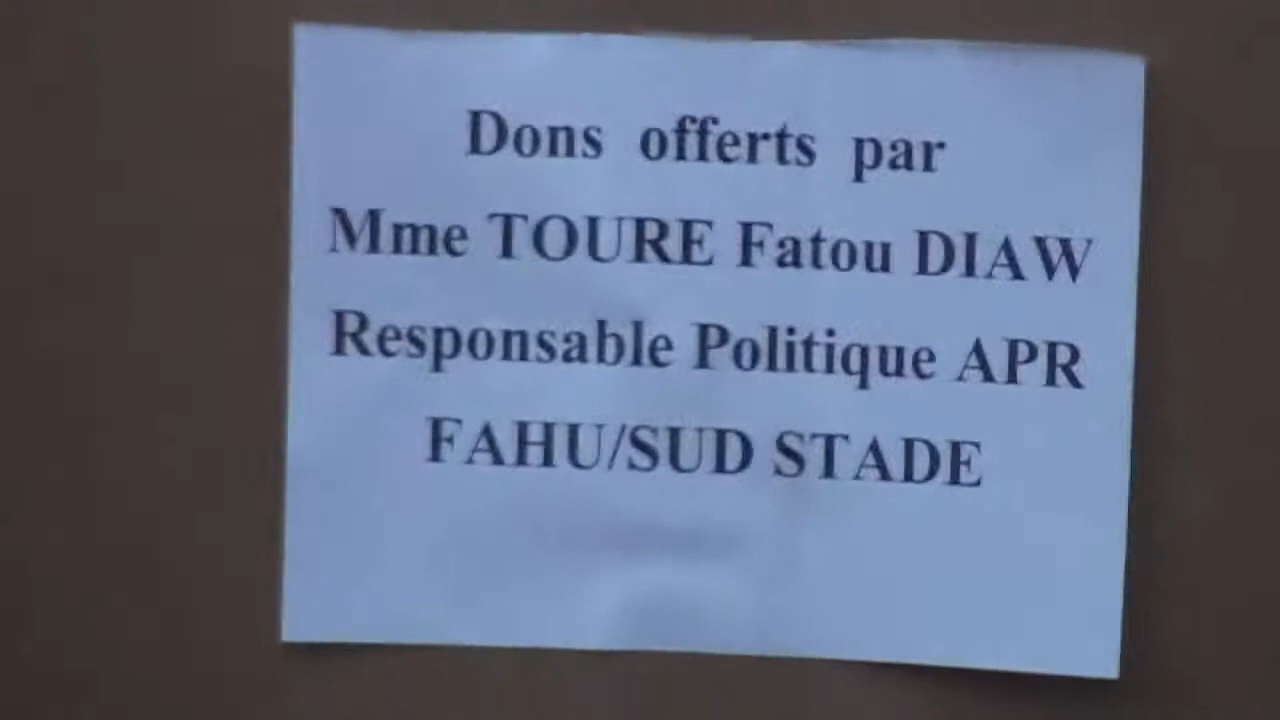 Dons offerts par
Mme TOURE Fatou DIAW
Responsable Politique APR
FAHU/SUD STADE